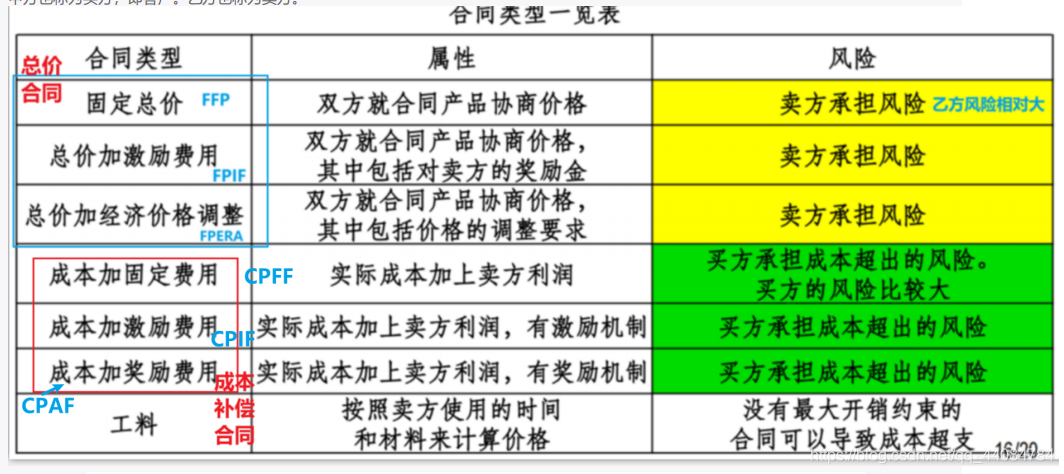 合同类型一览表
总价
合同
合同类型 属性 风险
固定总价 FFP 双方就合同产品协商价格 卖方承担风险 乙方风险相对大
总价加激励费用 FPIF 双方就合同产品协商价格，
其中包括对卖方的奖励金 卖方承担风险
总价加经济价格调整 FPERA 双方就合同产品协商价格，
其中包括价格的调整要求 卖方承担风险
成本加固定费用 CPFF 实际成本加上卖方利润 买方承担成本超出的风险。
买方的风险比较大
成本加激励费用 CPIF 实际成本加上卖方利润，有激励机制 买方承担成本超出的风险
成本加奖励费用 CPAF 实际成本加上卖方利润，有奖励机制 买方承担成本超出的风险
成本
补偿
合同
工料 按照卖方使用的时间
和材料来计算价格 没有最大开销约束的
合同可以导致成本超支